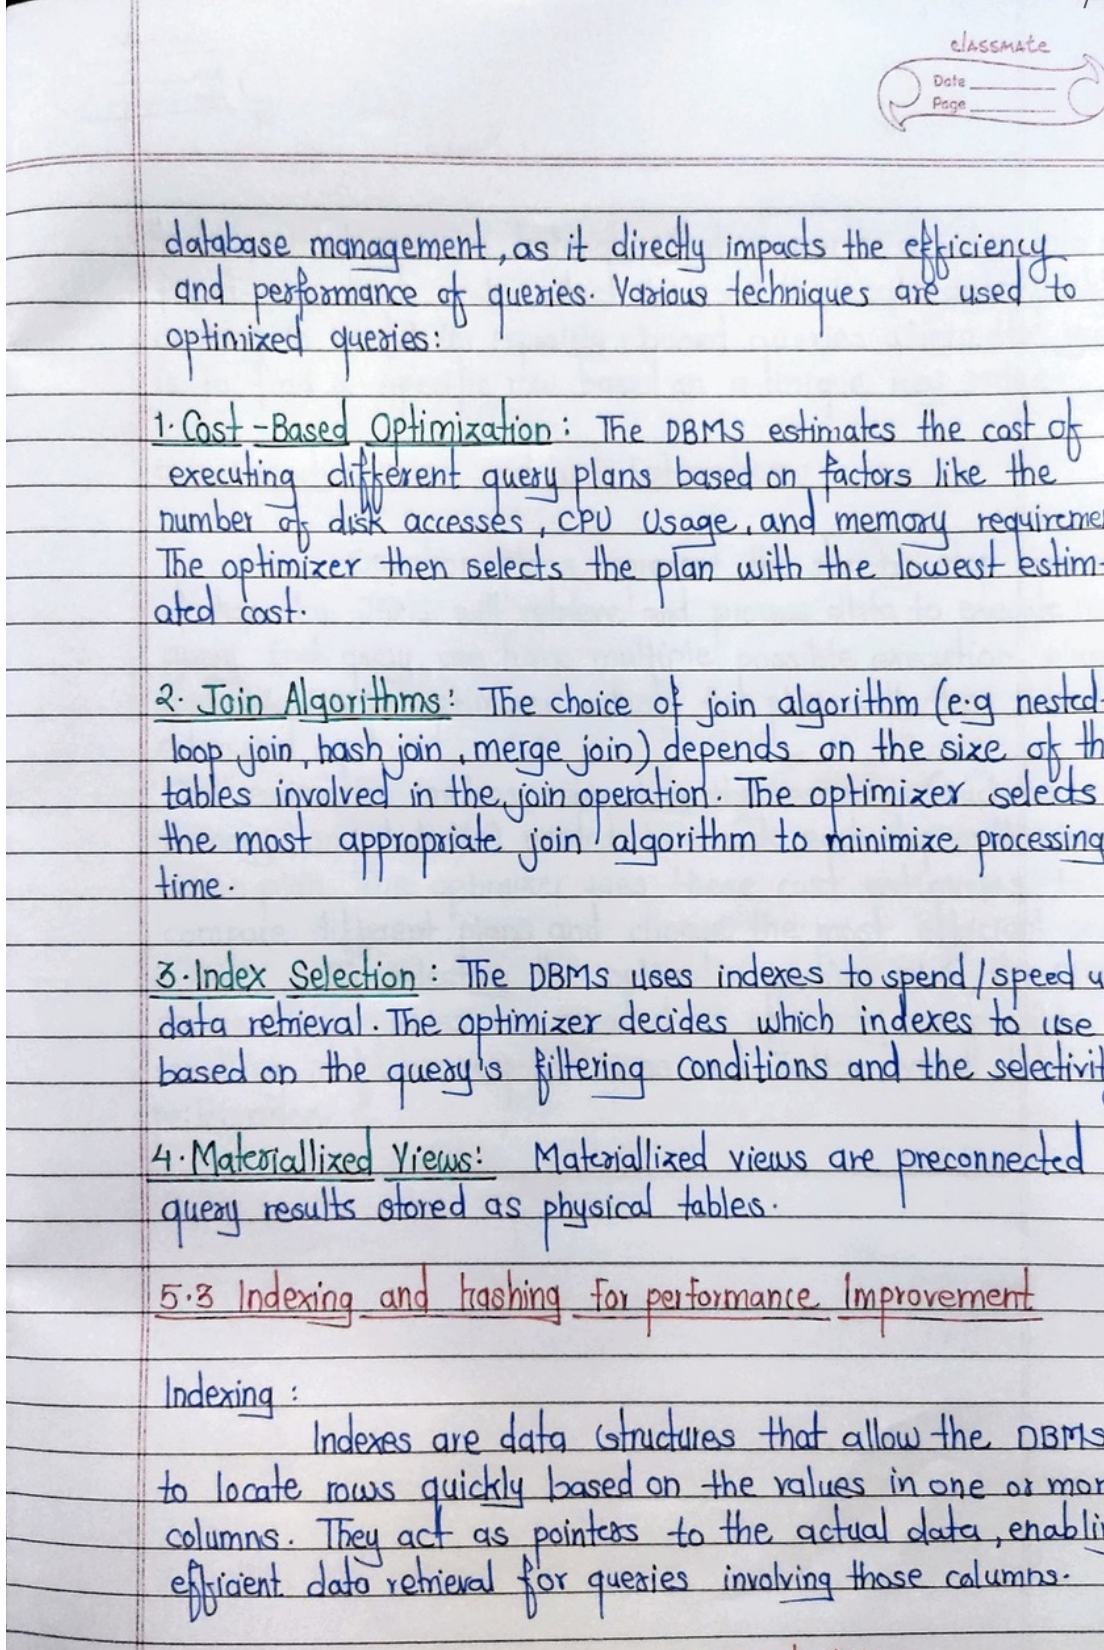 classmate
Date
Page
database management, as it directly impacts the efficiency
and performance of queries. Various techniques are used to
optimized queries:
1. Cost-Based Optimization: The DBMS estimates the cost of
executing different query plans based on factors like the
number of disk accesses, CPU Usage, and memory requireme
The optimizer then selects the plan with the lowest estim-
ated cost.
2. Join Algorithms: The choice of join algorithm (e.g nested-
loop join, hash join, merge join) depends on the size of th
tables involved in the join operation. The optimizer selects
the most appropriate join algorithm to minimize processing
time.
3. Index Selection: The DBMS uses indexes to spend/speed u
data retrieval. The optimizer decides which indexes to use
based on the query's filtering conditions and the selectivit
4. Materiallized Views: Materiallized views are preconnected
query results stored as physical tables.
5.3 Indexing and hashing for performance Improvement
Indexing:
Indexes are data structures that allow the DBMS
to locate rows quickly based on the values in one or mor
columns. They act as pointers to the actual data, enabli
efficient data retrieval for queries involving those columns.